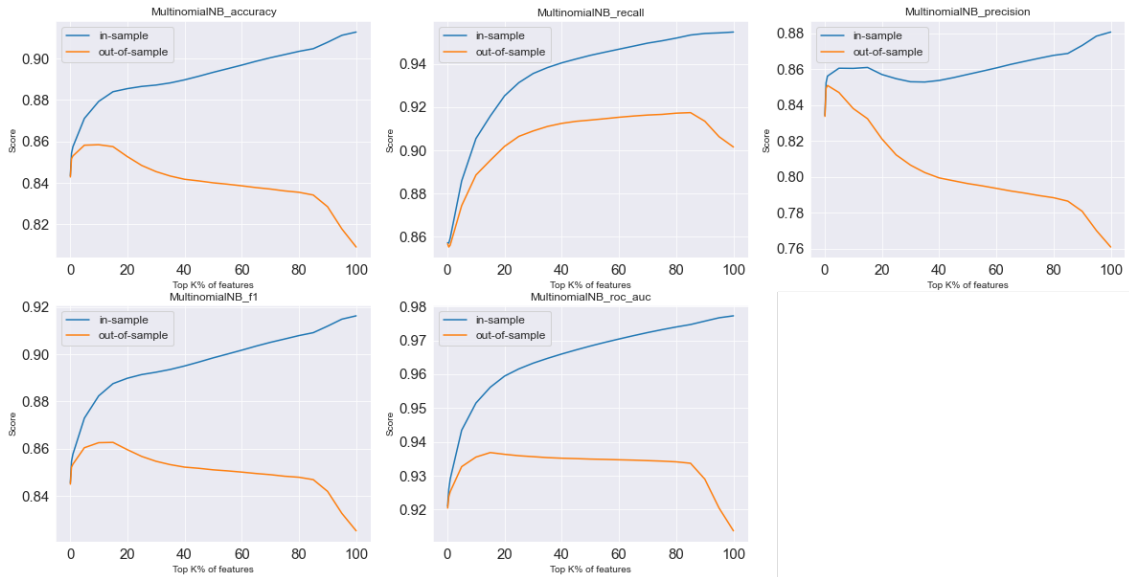 MultinomialNB_accuracy
in-sample
out-of-sample
Score
0.90
0.88
0.86
0.84
0.82
0 20 40 60 80 100
Top K% of features
MultinomialNB_recall
in-sample
out-of-sample
Score
0.94
0.92
0.90
0.88
0.86
0 20 40 60 80 100
Top K% of features
MultinomialNB_precision
in-sample
out-of-sample
Score
0.88
0.86
0.84
0.82
0.80
0.78
0.76
0 20 40 60 80 100
Top K% of features
MultinomialNB_f1
in-sample
out-of-sample
Score
0.92
0.90
0.88
0.86
0.84
0 20 40 60 80 100
Top K% of features
MultinomialNB_roc_auc
in-sample
out-of-sample
Score
0.98
0.97
0.96
0.95
0.94
0.93
0.92
0 20 40 60 80 100
Top K% of features